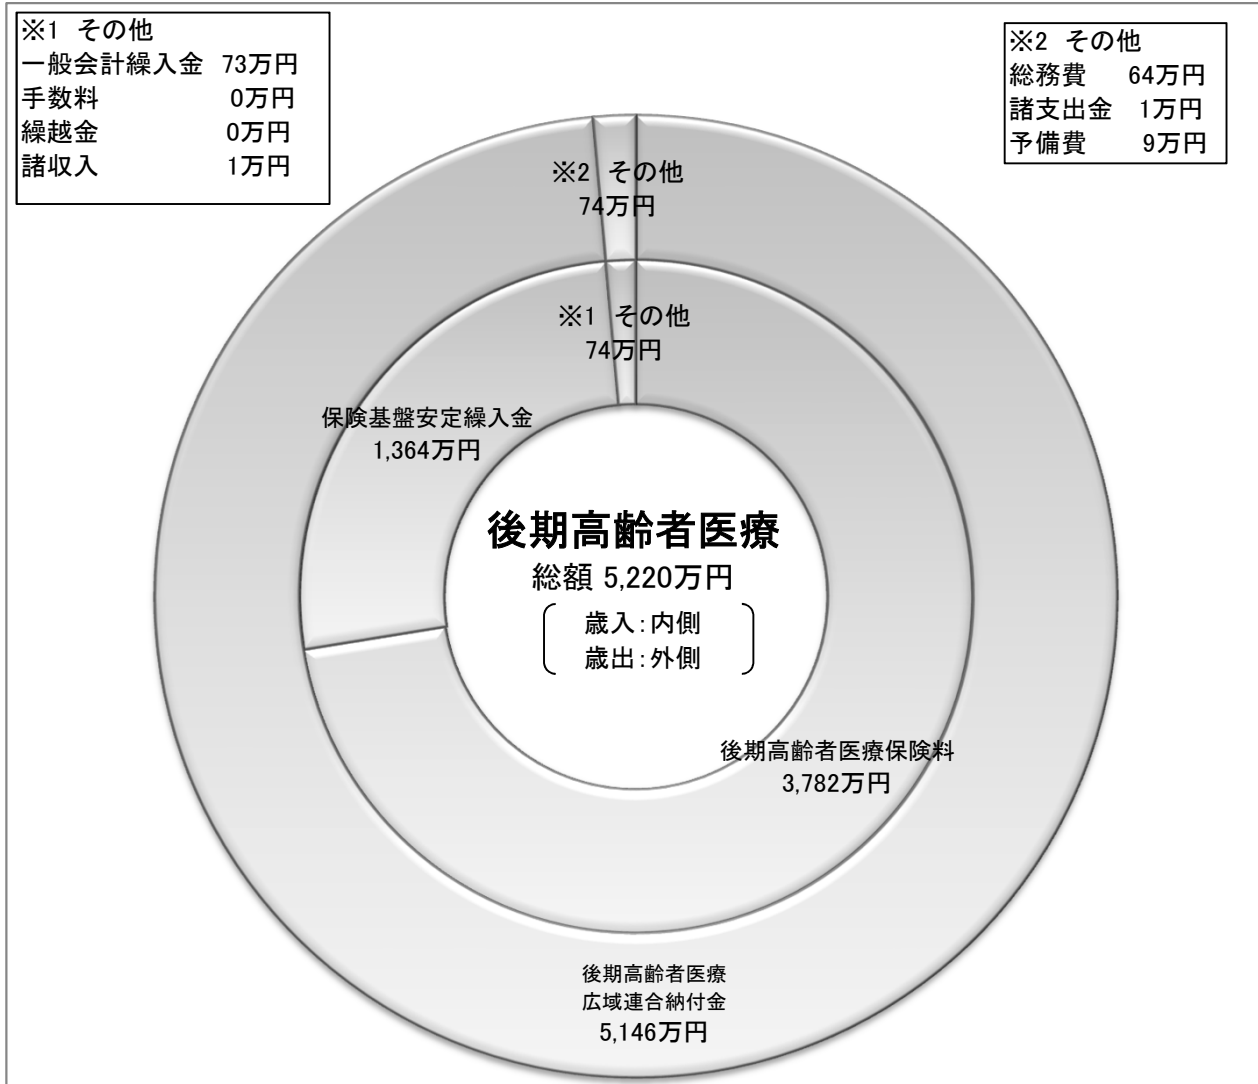 ※1 その他
一般会計繰入金 73万円
手数料 0万円
繰越金 0万円
諸収入 1万円
※2 その他
総務費 64万円
諸支出金 1万円
予備費 9万円
※2 その他
74万円
※1 その他
74万円
保険基盤安定繰入金
1,364万円
後期高齢者医療
総額 5,220万円
歳入:内側
歳出:外側
後期高齢者医療保険料
3,782万円
後期高齢者医療
広域連合納付金
5,146万円